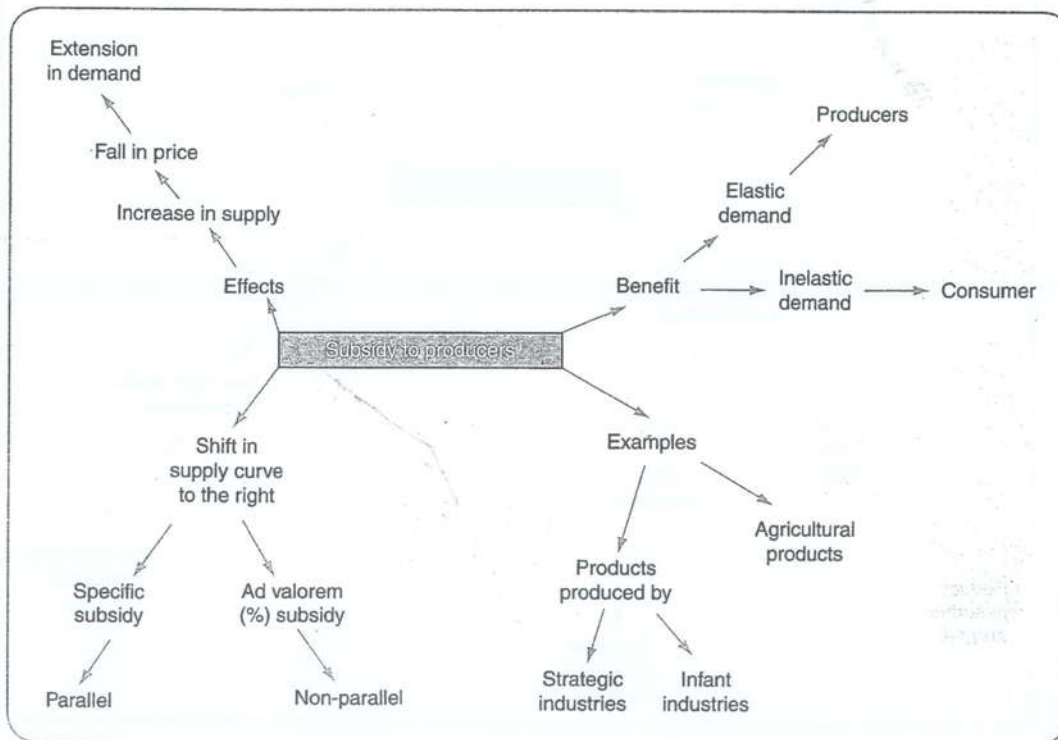 Extension
in demand
Fall in price
Increase in supply
Effects
Producers
Elastic
demand
Benefit
Inelastic
demand
Consumer
Subsidy to producers
Shift in
supply curve
to the right
Specific
subsidy
Ad valorem
(%) subsidy
Parallel
Non-parallel
Examples
Agricultural
products
Products
produced by
Strategic
industries
Infant
industries